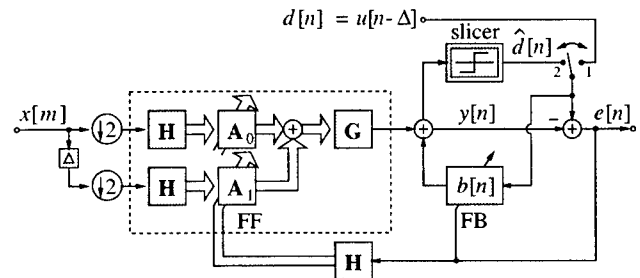 d[n] = u[n-Δ]
slicer
d̂[n]
2 1
x[m]
↓2
H
A₀
+
G
+
y[n]
−
+
e[n]
Δ
↓2
H
A₁
b[n]
FF
FB
H